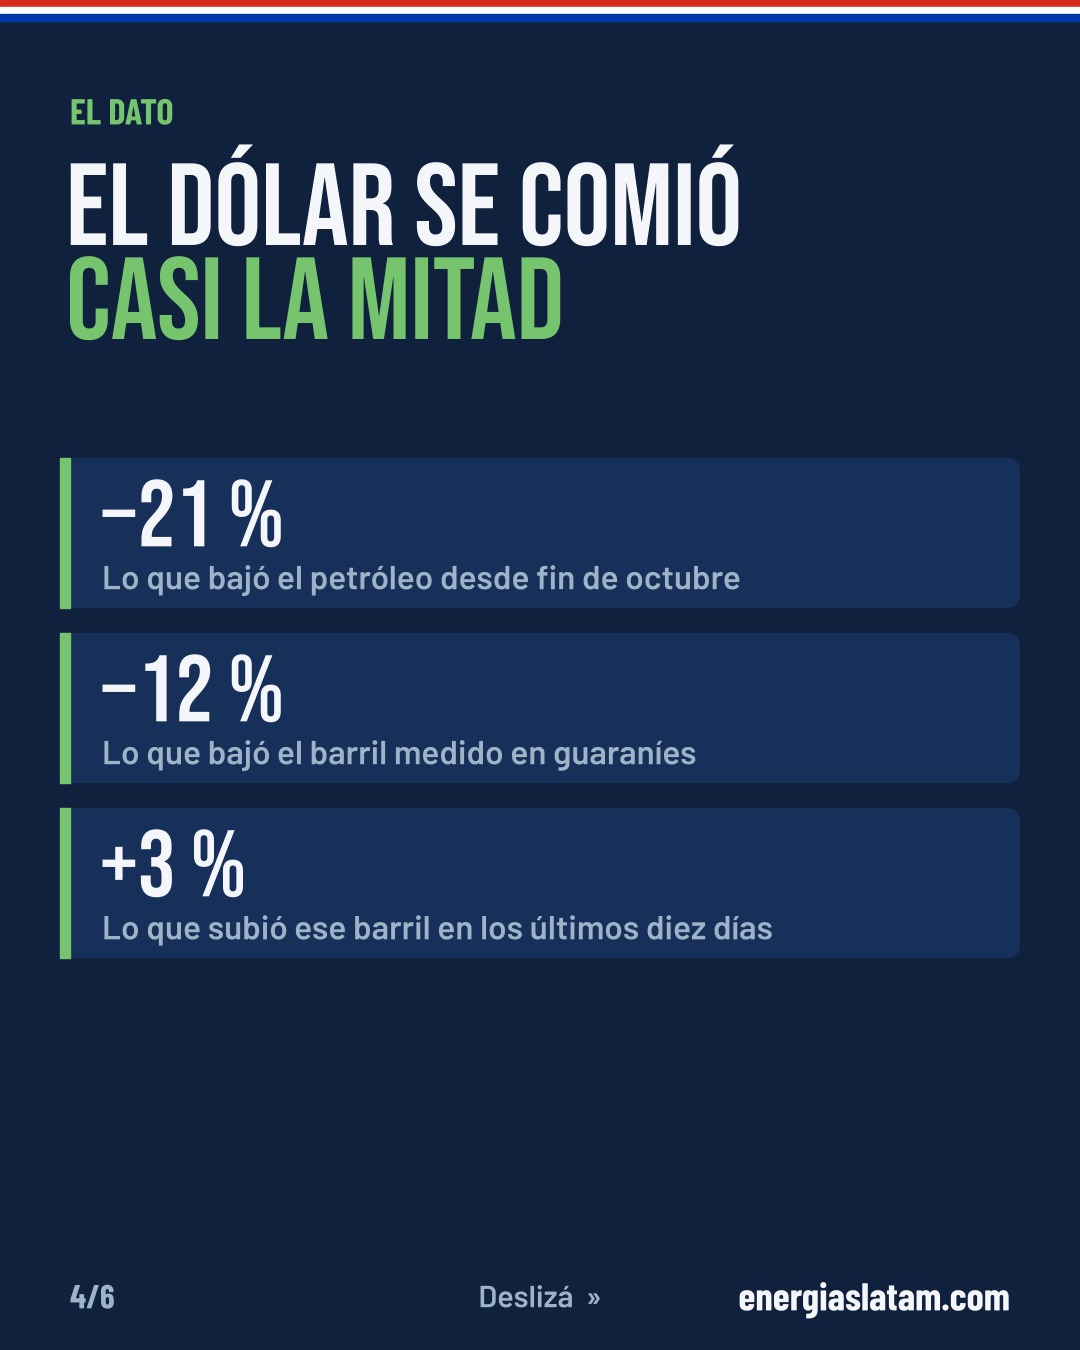 EL DATO
EL DÓLAR SE COMIÓ
CASI LA MITAD
−21 %
Lo que bajó el petróleo desde fin de octubre
−12 %
Lo que bajó el barril medido en guaraníes
+3 %
Lo que subió ese barril en los últimos diez días
4/6
Deslizá »
energiaslatam.com